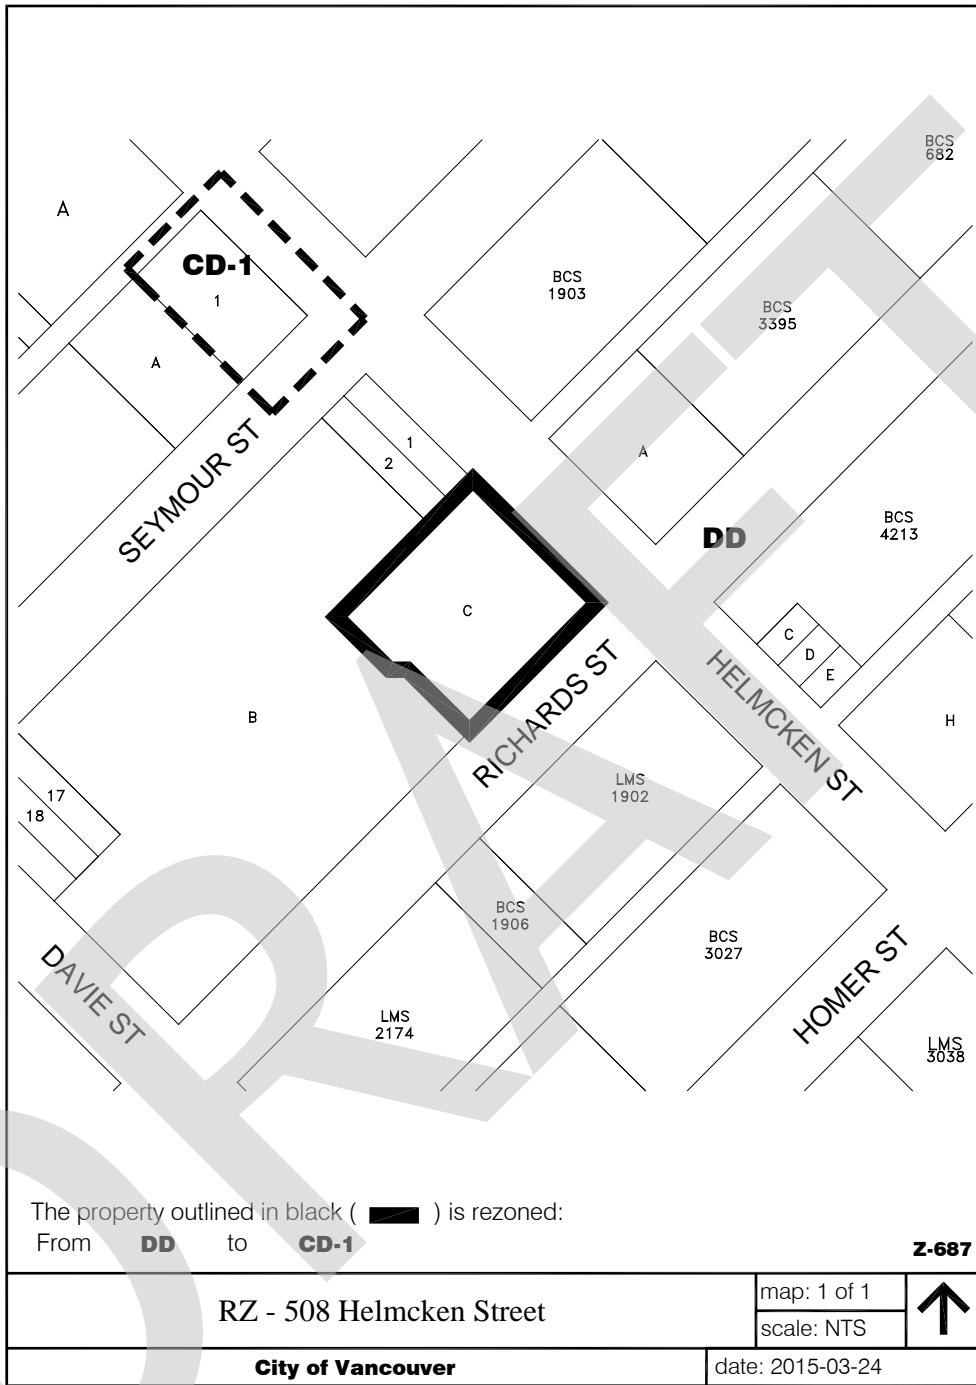 BCS
682
A
CD-1
1
BCS
1903
BCS
3395
A
1
2
A
SEYMOUR ST
DD
BCS
4213
C
C
D
E
B
RICHARDS ST
HELMCKEN ST
H
LMS
1902
17
18
BCS
1906
BCS
3027
DAVIE ST
LMS
2174
HOMER ST
LMS
3038
DRAFT
The property outlined in black ( ) is rezoned:
From DD to CD-1
Z-687
RZ - 508 Helmcken Street
map: 1 of 1
scale: NTS
City of Vancouver
date: 2015-03-24